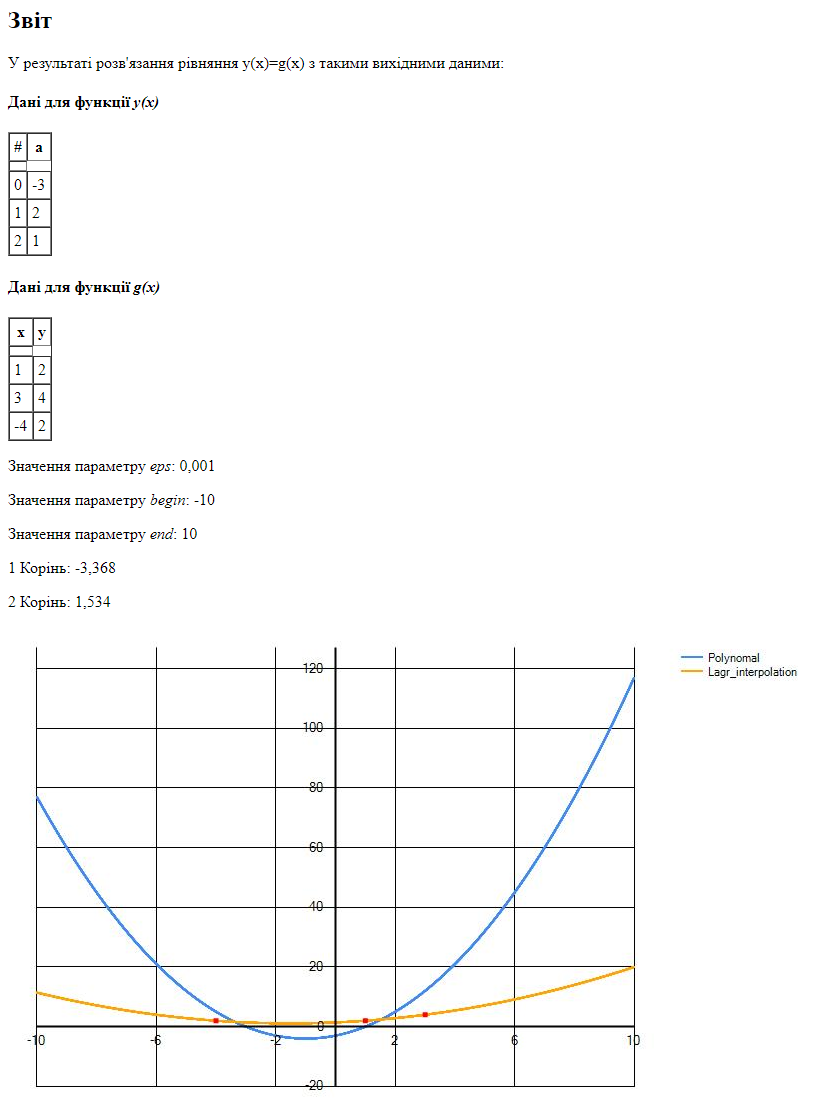 Звіт
У результаті розв'язання рівняння y(x)=g(x) з такими вихідними даними:
Дані для функції y(x)
# a
0 -3
1 2
2 1
Дані для функції g(x)
x y
1 2
3 4
-4 2
Значення параметру eps: 0,001
Значення параметру begin: -10
Значення параметру end: 10
1 Корінь: -3,368
2 Корінь: 1,534
Polynomal
Lagr_interpolation
120
100
80
60
40
20
0
-10 -6 -2 2 6 10
-20